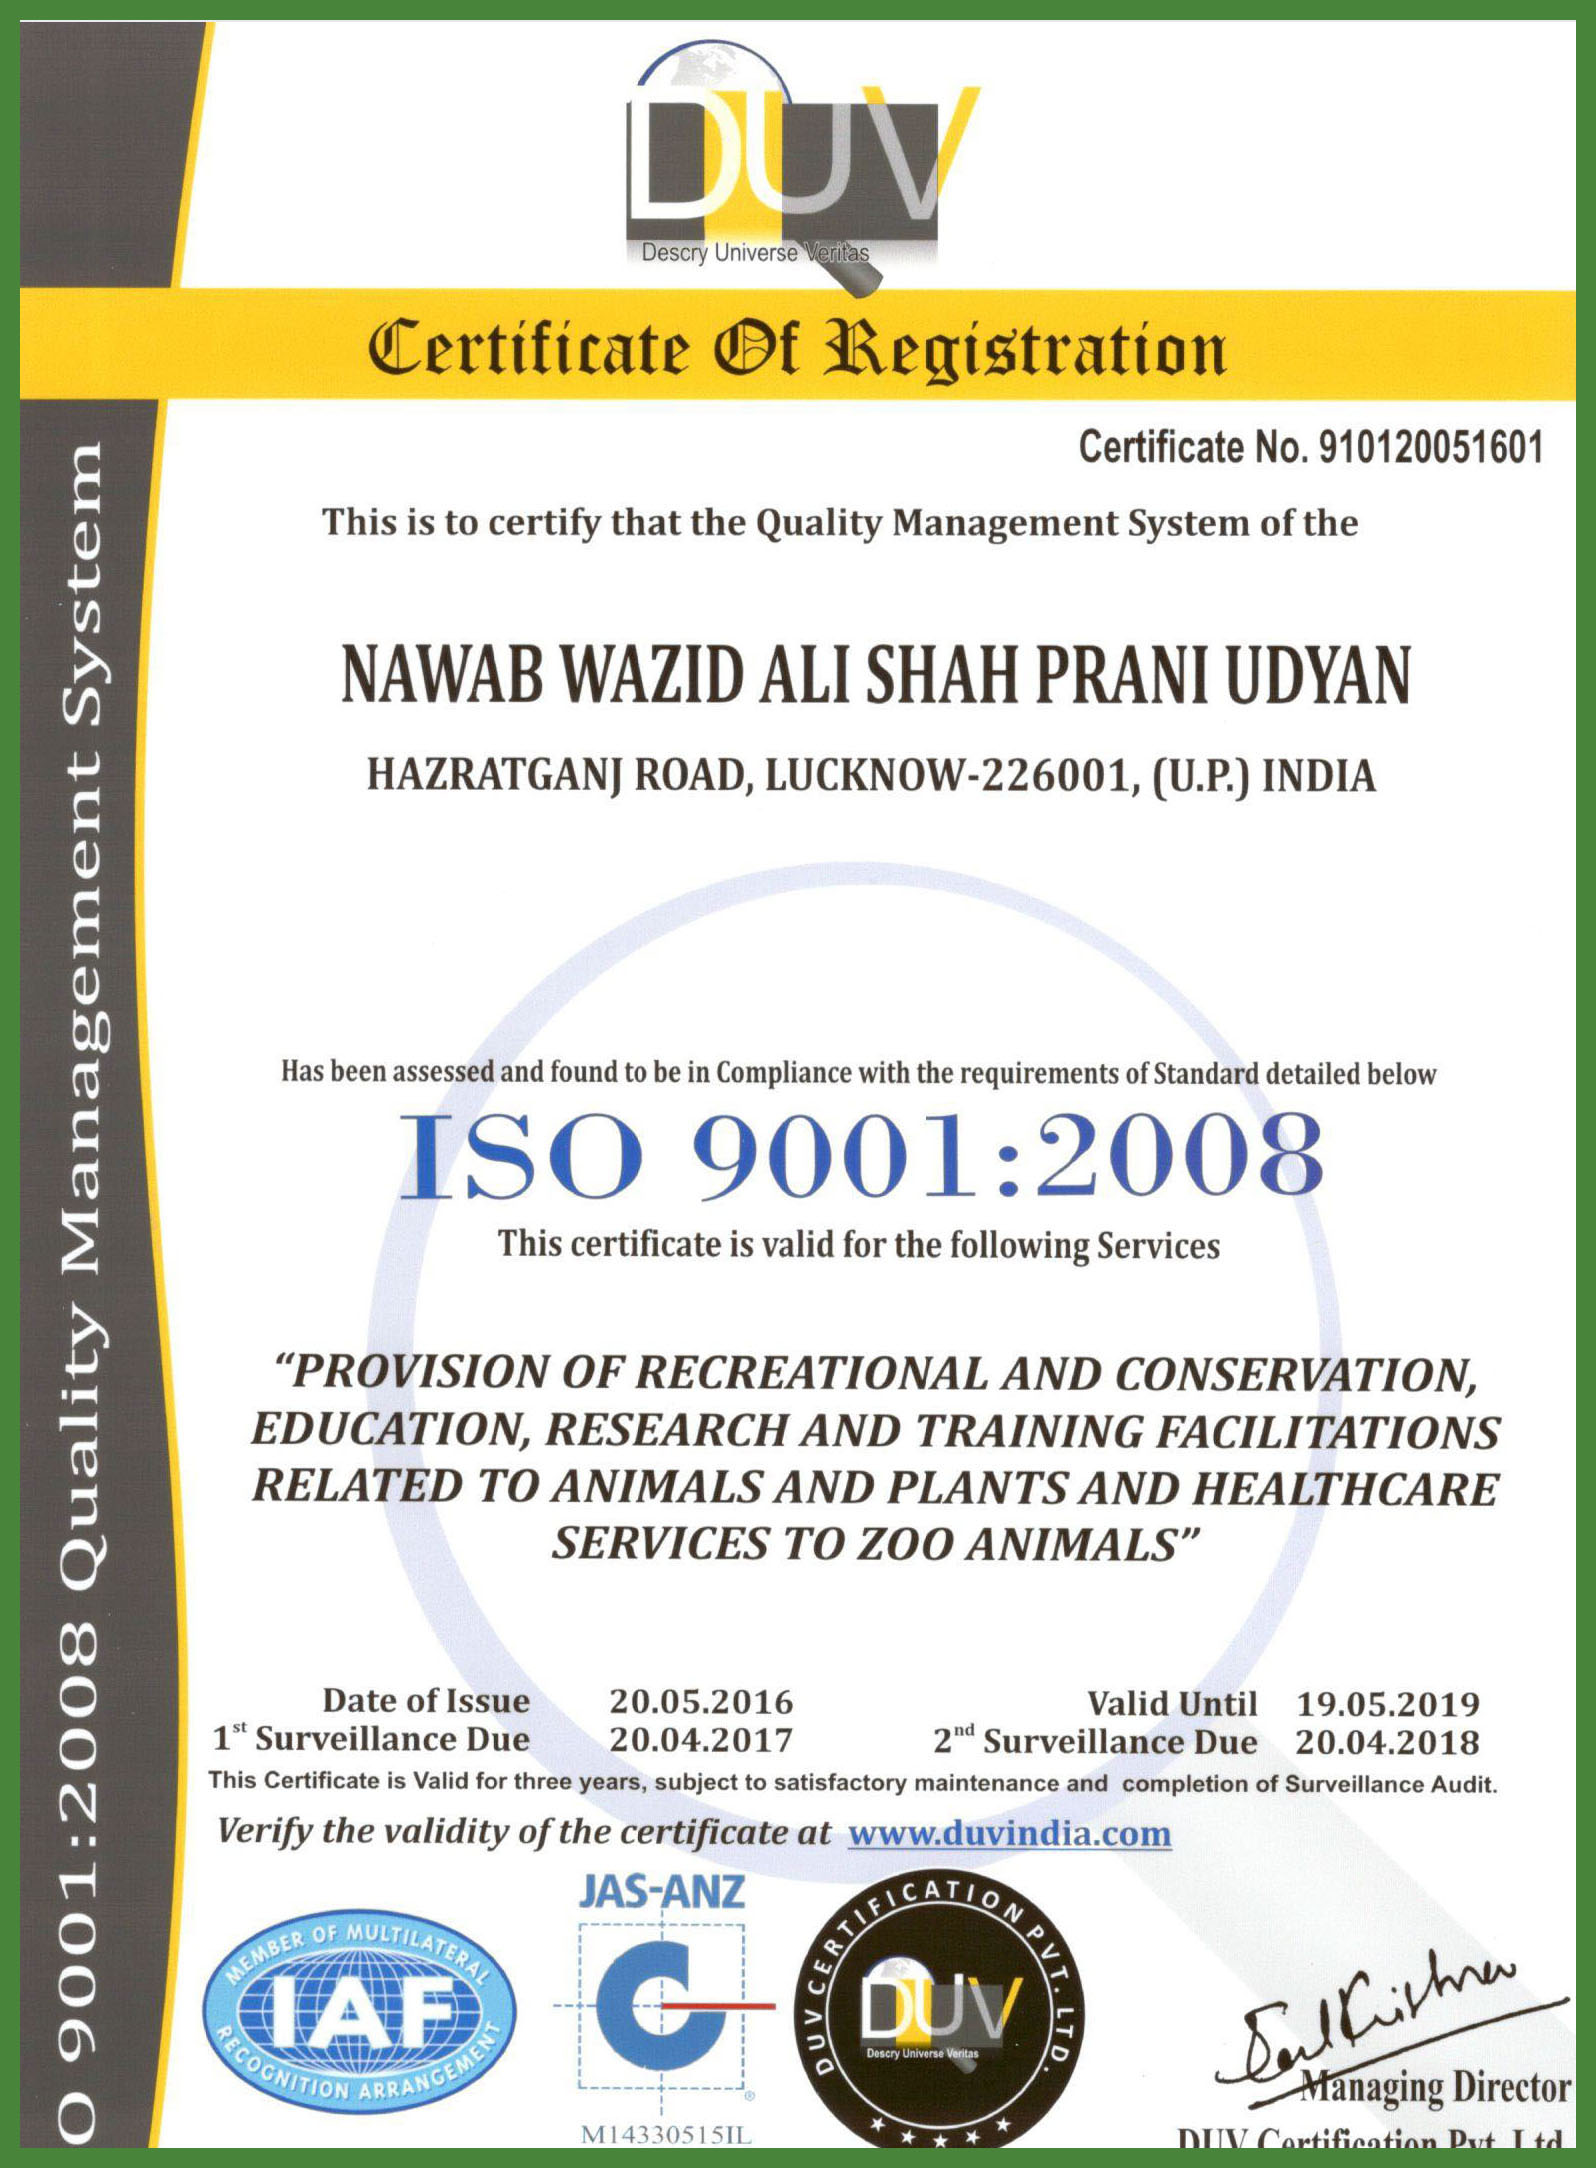 DUV
Descry Universe Veritas
Certificate Of Registration
Certificate No. 910120051601
This is to certify that the Quality Management System of the
NAWAB WAZID ALI SHAH PRANI UDYAN
HAZRATGANJ ROAD, LUCKNOW-226001, (U.P.) INDIA
Has been assessed and found to be in Compliance with the requirements of Standard detailed below
ISO 9001:2008
This certificate is valid for the following Services
“PROVISION OF RECREATIONAL AND CONSERVATION,
EDUCATION, RESEARCH AND TRAINING FACILITATIONS
RELATED TO ANIMALS AND PLANTS AND HEALTHCARE
SERVICES TO ZOO ANIMALS”
Date of Issue 20.05.2016 Valid Until 19.05.2019
1st Surveillance Due 20.04.2017 2nd Surveillance Due 20.04.2018
This Certificate is Valid for three years, subject to satisfactory maintenance and completion of Surveillance Audit.
Verify the validity of the certificate at www.duvindia.com
MEMBER OF MULTILATERAL
IAF
RECOGNITION ARRANGEMENT
JAS-ANZ
M14330515IL
DUV CERTIFICATION PVT. LTD.
DUV
Descry Universe Veritas
Managing Director
DUV Certification Pvt. Ltd.
O 9001:2008 Quality Management System